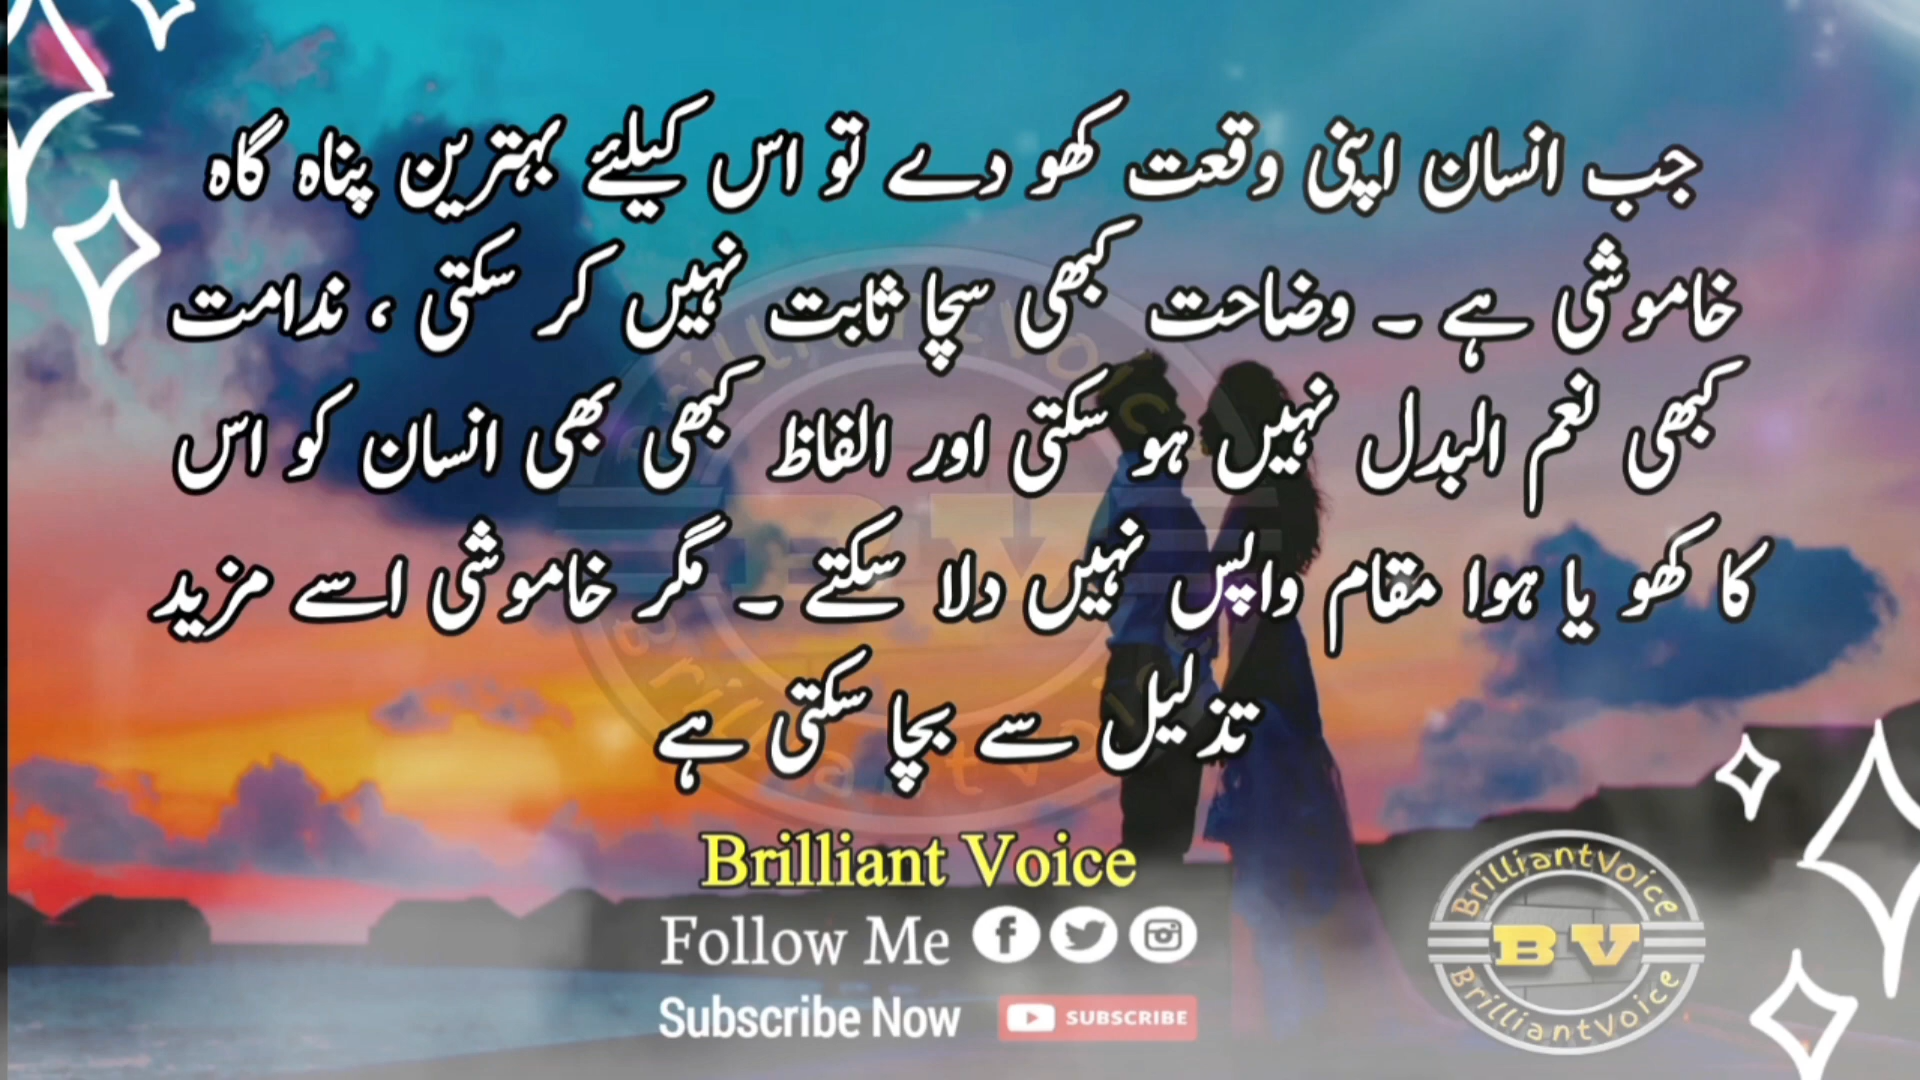 جب انسان اپنی وقعت کھو دے تو اس کیلئے بہترین پناہ گاہ
خاموشی ہے ۔ وضاحت کبھی سچا ثابت نہیں کر سکتی ، ندامت
کبھی نعم البدل نہیں ہو سکتی اور الفاظ کبھی بھی انسان کو اس
کا کھو یا ہوا مقام واپس نہیں دلا سکتے ۔ مگر خاموشی اسے مزید
تذلیل سے بچا سکتی ہے
Brilliant Voice
Follow Me
Subscribe Now SUBSCRIBE
BrilliantVoice
BV
BrilliantVoice